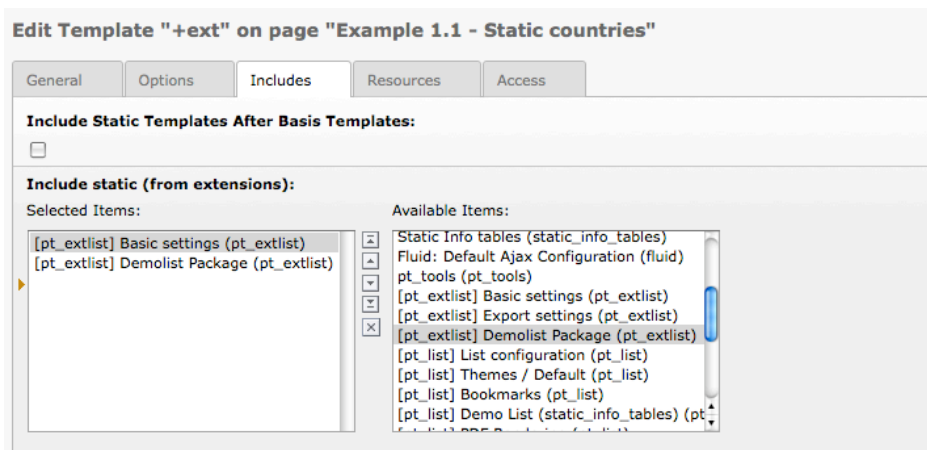 Edit Template "+ext" on page "Example 1.1 - Static countries"
General Options Includes Resources Access
Include Static Templates After Basis Templates:
Include static (from extensions):
Selected Items:
[pt_extlist] Basic settings (pt_extlist)
[pt_extlist] Demolist Package (pt_extlist)
Available Items:
Static Info tables (static_info_tables)
Fluid: Default Ajax Configuration (fluid)
pt_tools (pt_tools)
[pt_extlist] Basic settings (pt_extlist)
[pt_extlist] Export settings (pt_extlist)
[pt_extlist] Demolist Package (pt_extlist)
[pt_list] List configuration (pt_list)
[pt_list] Themes / Default (pt_list)
[pt_list] Bookmarks (pt_list)
[pt_list] Demo List (static_info_tables) (pt